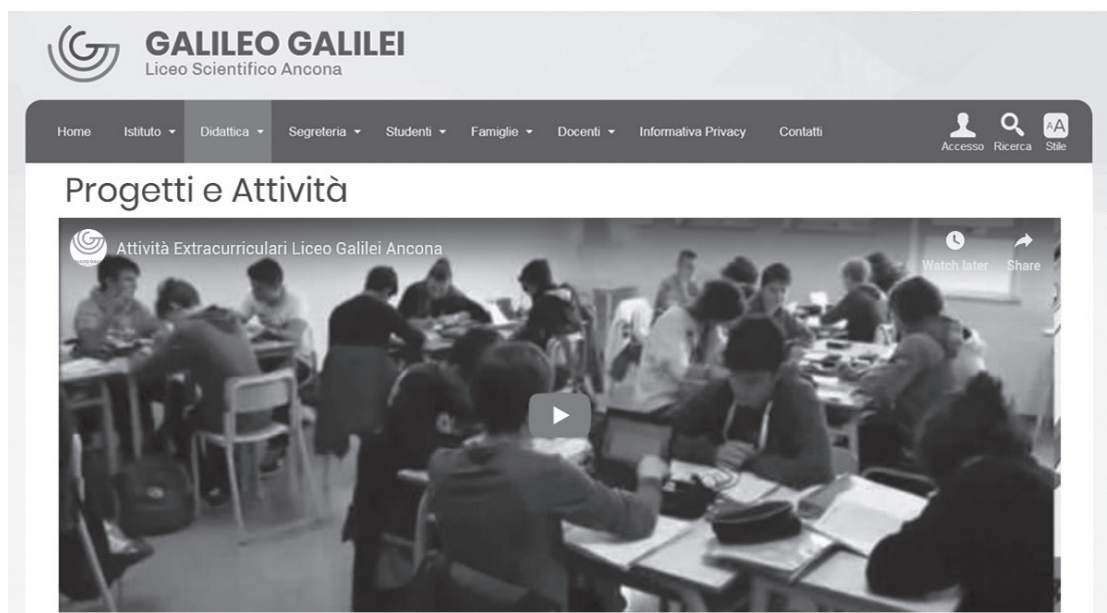 GALILEO GALILEI
Liceo Scientifico Ancona
Home Istituto Didattica Segreteria Studenti Famiglie Docenti Informativa Privacy Contatti
Accesso Ricerca AA Stile
Progetti e Attività
Attività Extracurriculari Liceo Galilei Ancona
Watch later Share